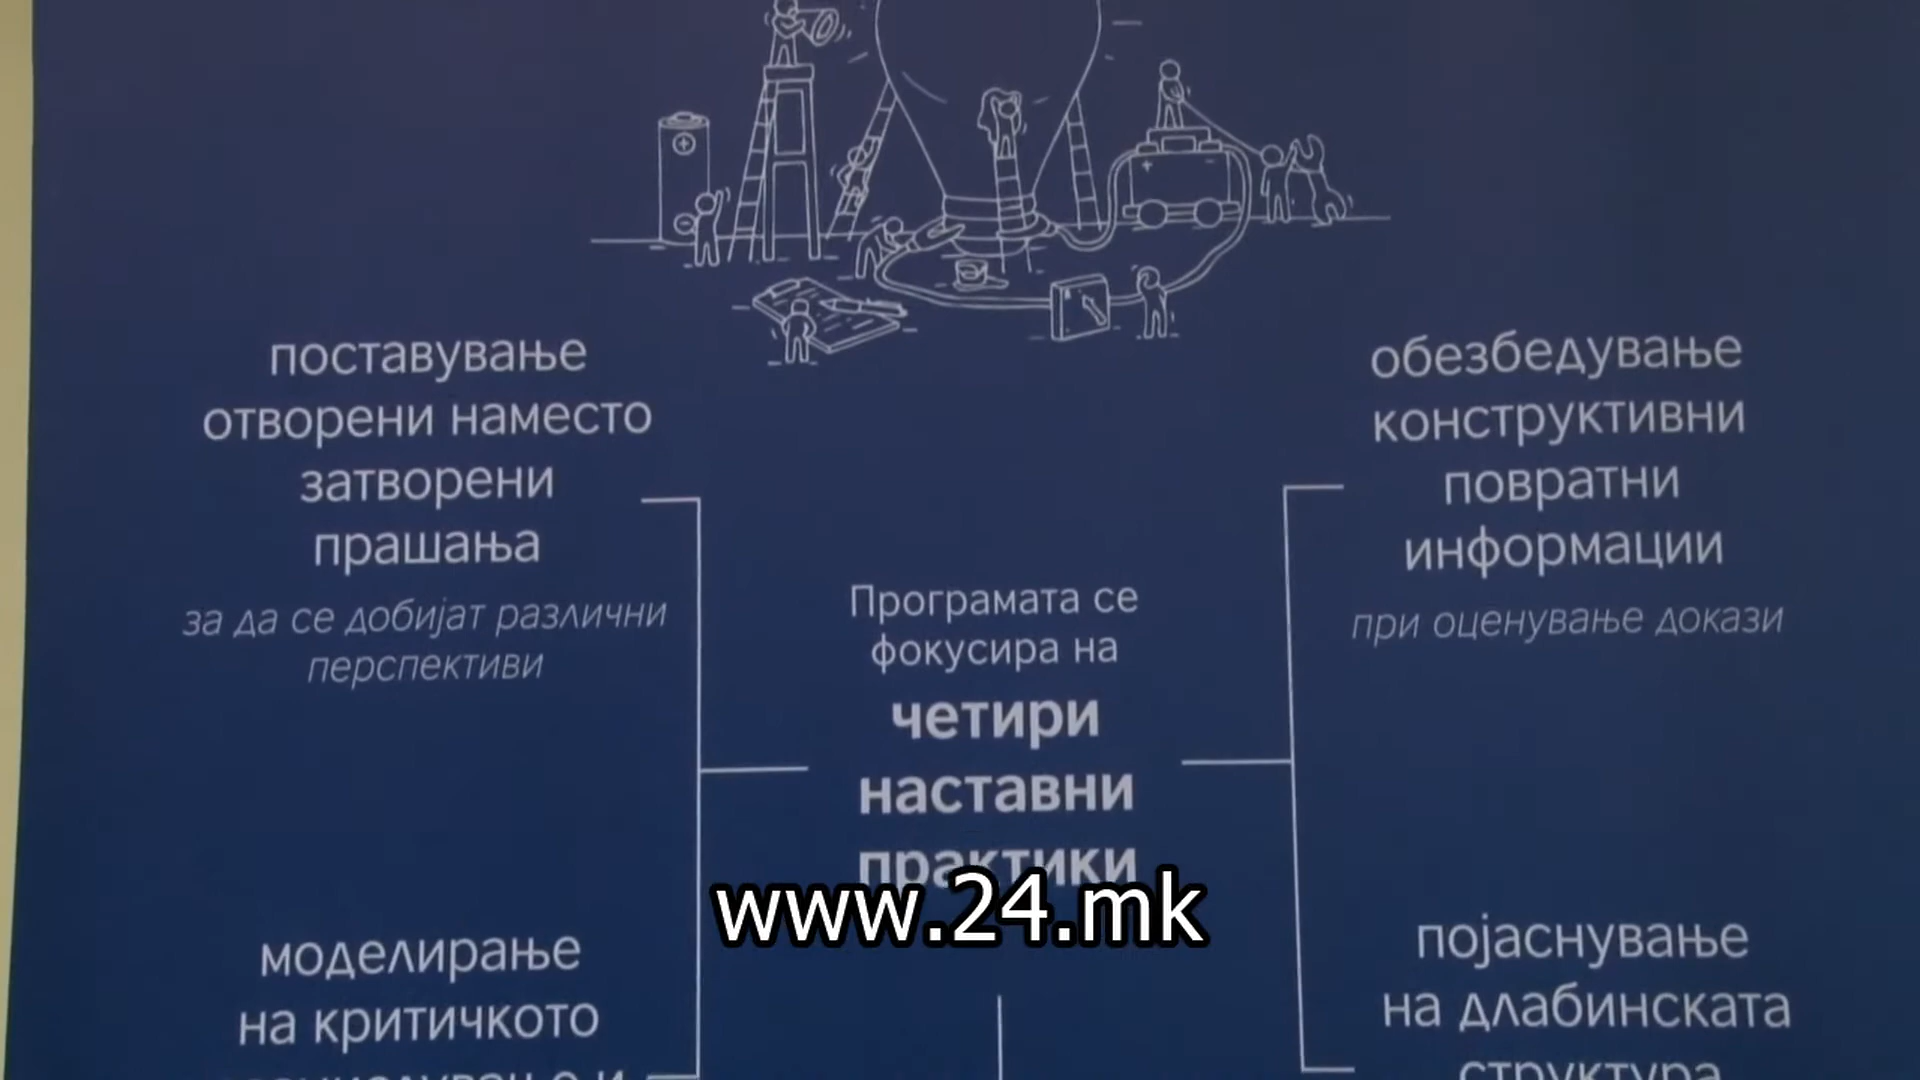 поставување
отворени наместо
затворени
прашања
за да се добијат различни
перспективи
обезбедување
конструктивни
повратни
информации
при оценување докази
Програмата се
фокусира на
четири
наставни
практики
www.24.mk
моделирање
на критичкото
појаснување
на длабинската
структура